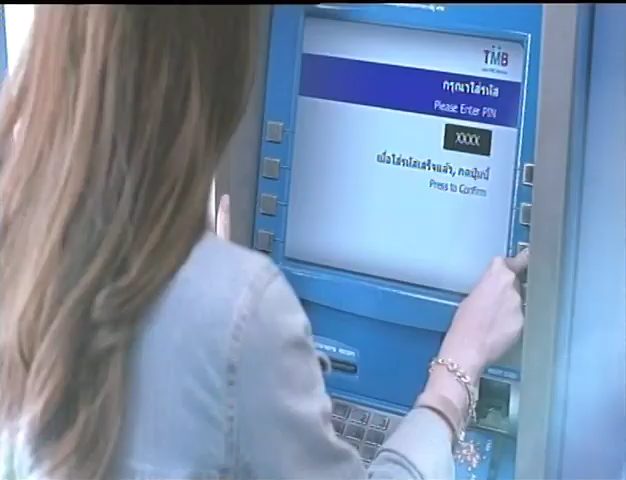 TMB
กรุณาใส่รหัส
Please Enter PIN
XXXX
เมื่อใส่รหัสเสร็จแล้ว, กดปุ่มนี้
Press to Confirm